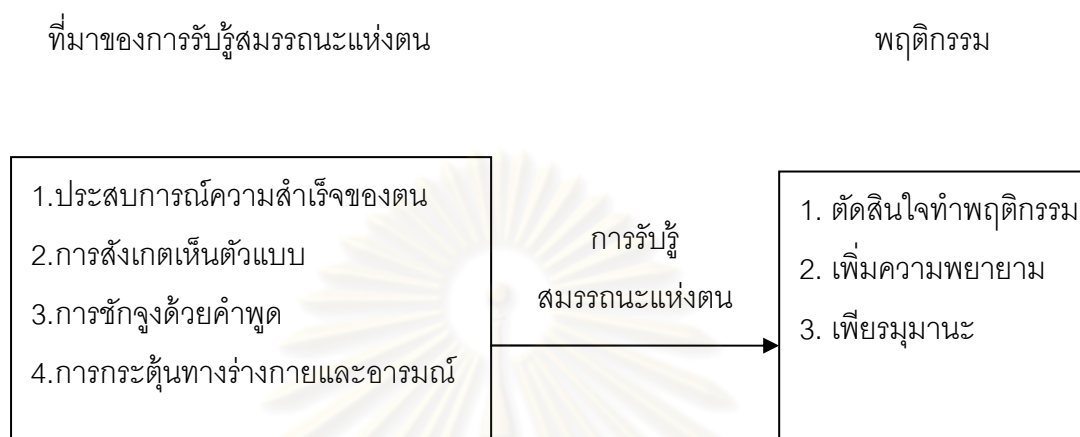 ที่มาของการรับรู้สมรรถนะแห่งตน
พฤติกรรม
1.ประสบการณ์ความสำเร็จของตน
2.การสังเกตเห็นตัวแบบ
3.การชักจูงด้วยคำพูด
4.การกระตุ้นทางร่างกายและอารมณ์
การรับรู้
สมรรถนะแห่งตน
1. ตัดสินใจทำพฤติกรรม
2. เพิ่มความพยายาม
3. เพียรมุมานะ